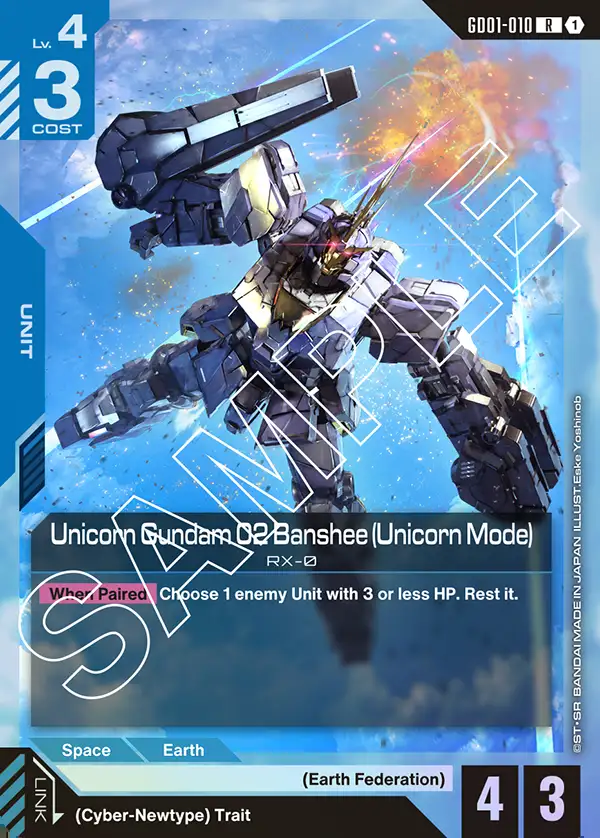 GD01-010 R 1
Lv. 4
3
COST
UNIT
SAMPLE
Unicorn Gundam 02 Banshee (Unicorn Mode)
RX-0
When Paired Choose 1 enemy Unit with 3 or less HP. Rest it.
©ST・SR BANDAI MADE IN JAPAN ILLUST.Eske Yoshinob
Space Earth
(Earth Federation)
LINK
(Cyber-Newtype) Trait
4 3